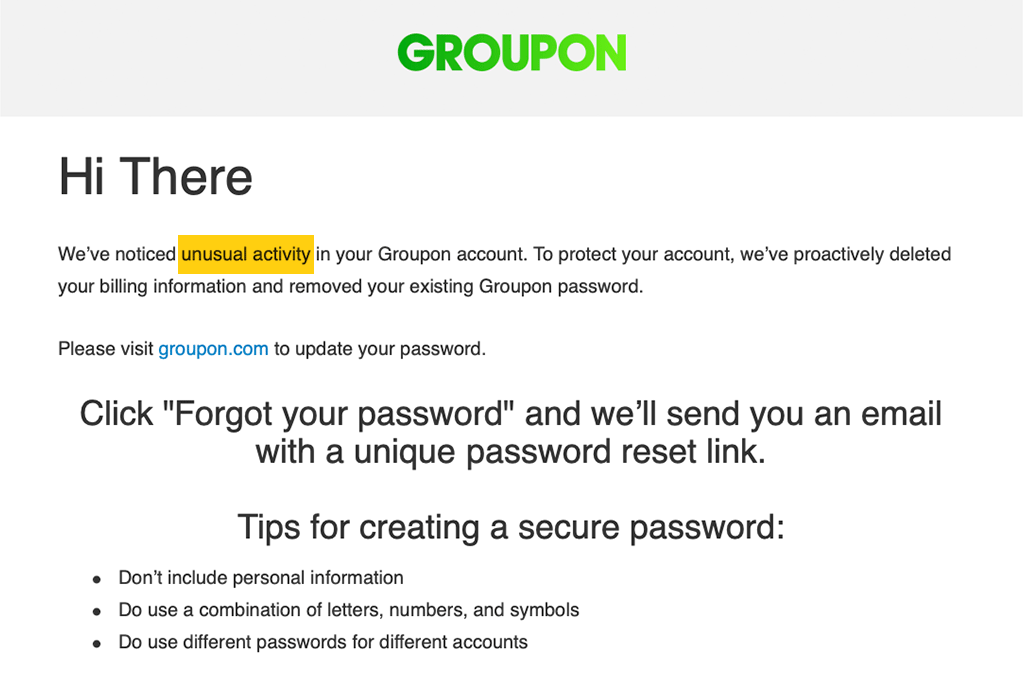 GROUPON
Hi There
We’ve noticed unusual activity in your Groupon account. To protect your account, we’ve proactively deleted
your billing information and removed your existing Groupon password.
Please visit groupon.com to update your password.
Click "Forgot your password" and we’ll send you an email
with a unique password reset link.
Tips for creating a secure password:
• Don’t include personal information
• Do use a combination of letters, numbers, and symbols
• Do use different passwords for different accounts